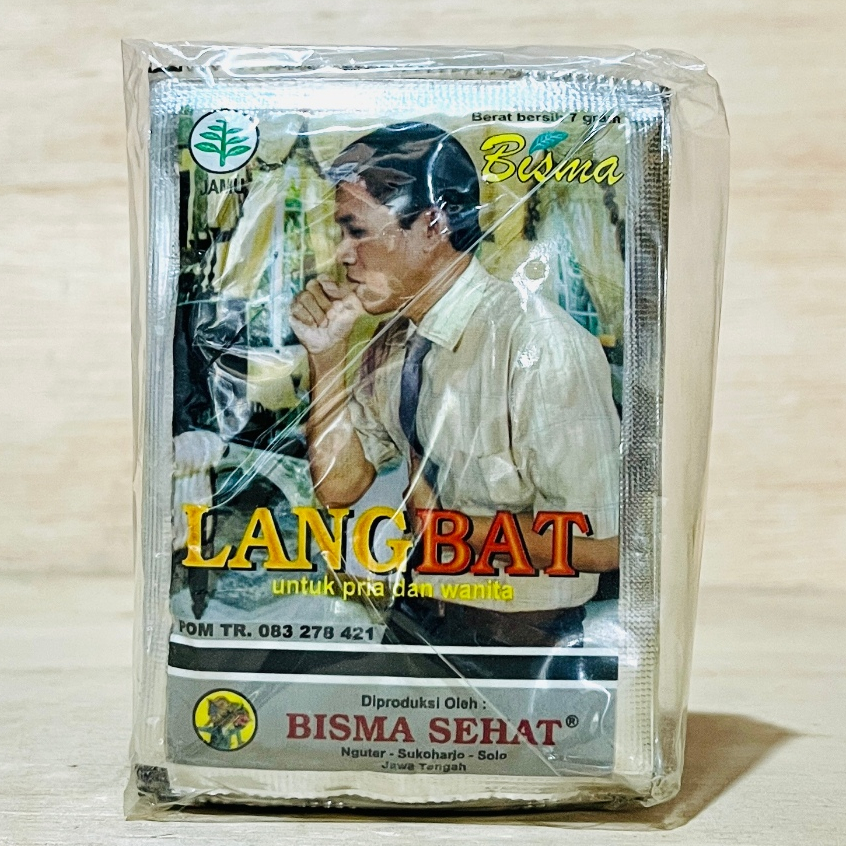 Berat bersih 7 gram
Bisma
JAMU
LANGBAT
untuk pria dan wanita
POM TR. 083 278 421
Diproduksi Oleh :
BISMA SEHAT®
Nguter - Sukoharjo - Solo
Jawa Tengah